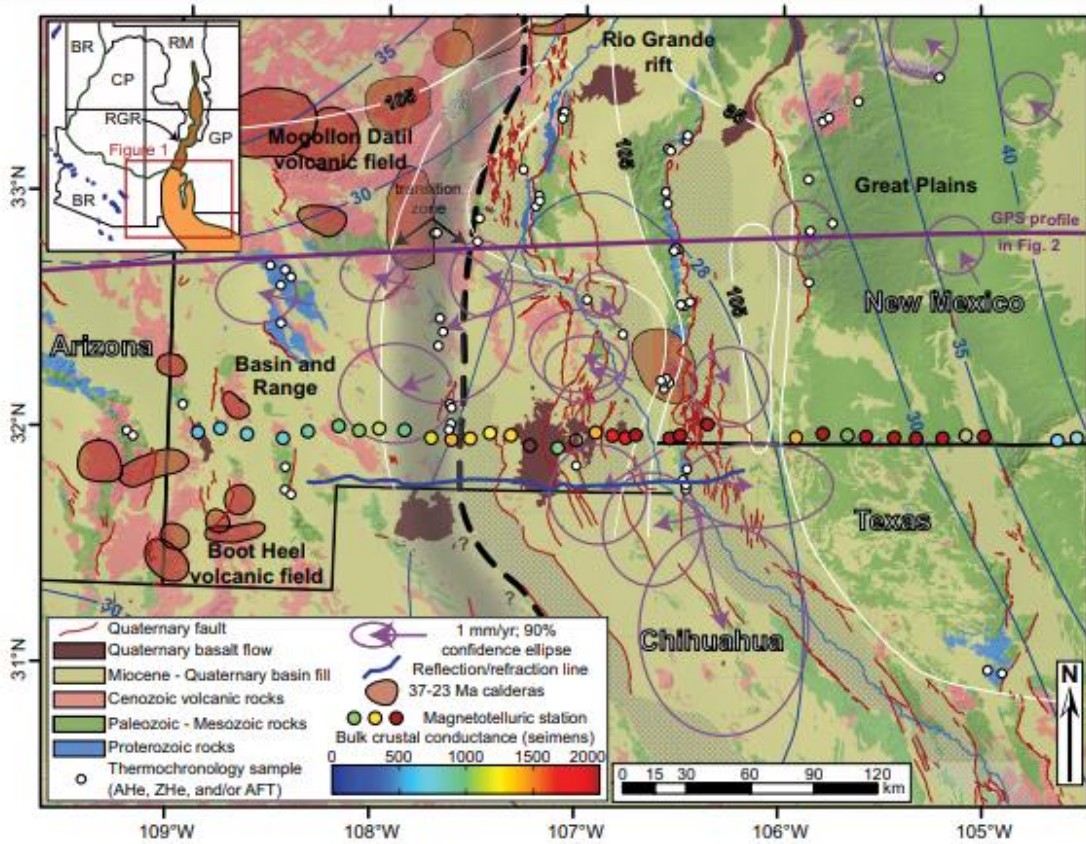 BR
RM
CP
RGR
GP
Figure 1
BR
35
105
Mogollon Datil
volcanic field
30
transition
zone
Rio Grande
rift
95
105
40
Great Plains
GPS profile
in Fig. 2
28
105
New Mexico
35
30
Arizona
Basin and
Range
Texas
Boot Heel
volcanic field
?
?
30
Chihuahua
33°N
32°N
31°N
Quaternary fault
Quaternary basalt flow
Miocene - Quaternary basin fill
Cenozoic volcanic rocks
Paleozoic - Mesozoic rocks
Proterozoic rocks
Thermochronology sample
(AHe, ZHe, and/or AFT)
1 mm/yr; 90%
confidence ellipse
Reflection/refraction line
37-23 Ma calderas
Magnetotelluric station
Bulk crustal conductance (seimens)
0 500 1000 1500 2000
0 15 30 60 90 120
km
N
109°W 108°W 107°W 106°W 105°W